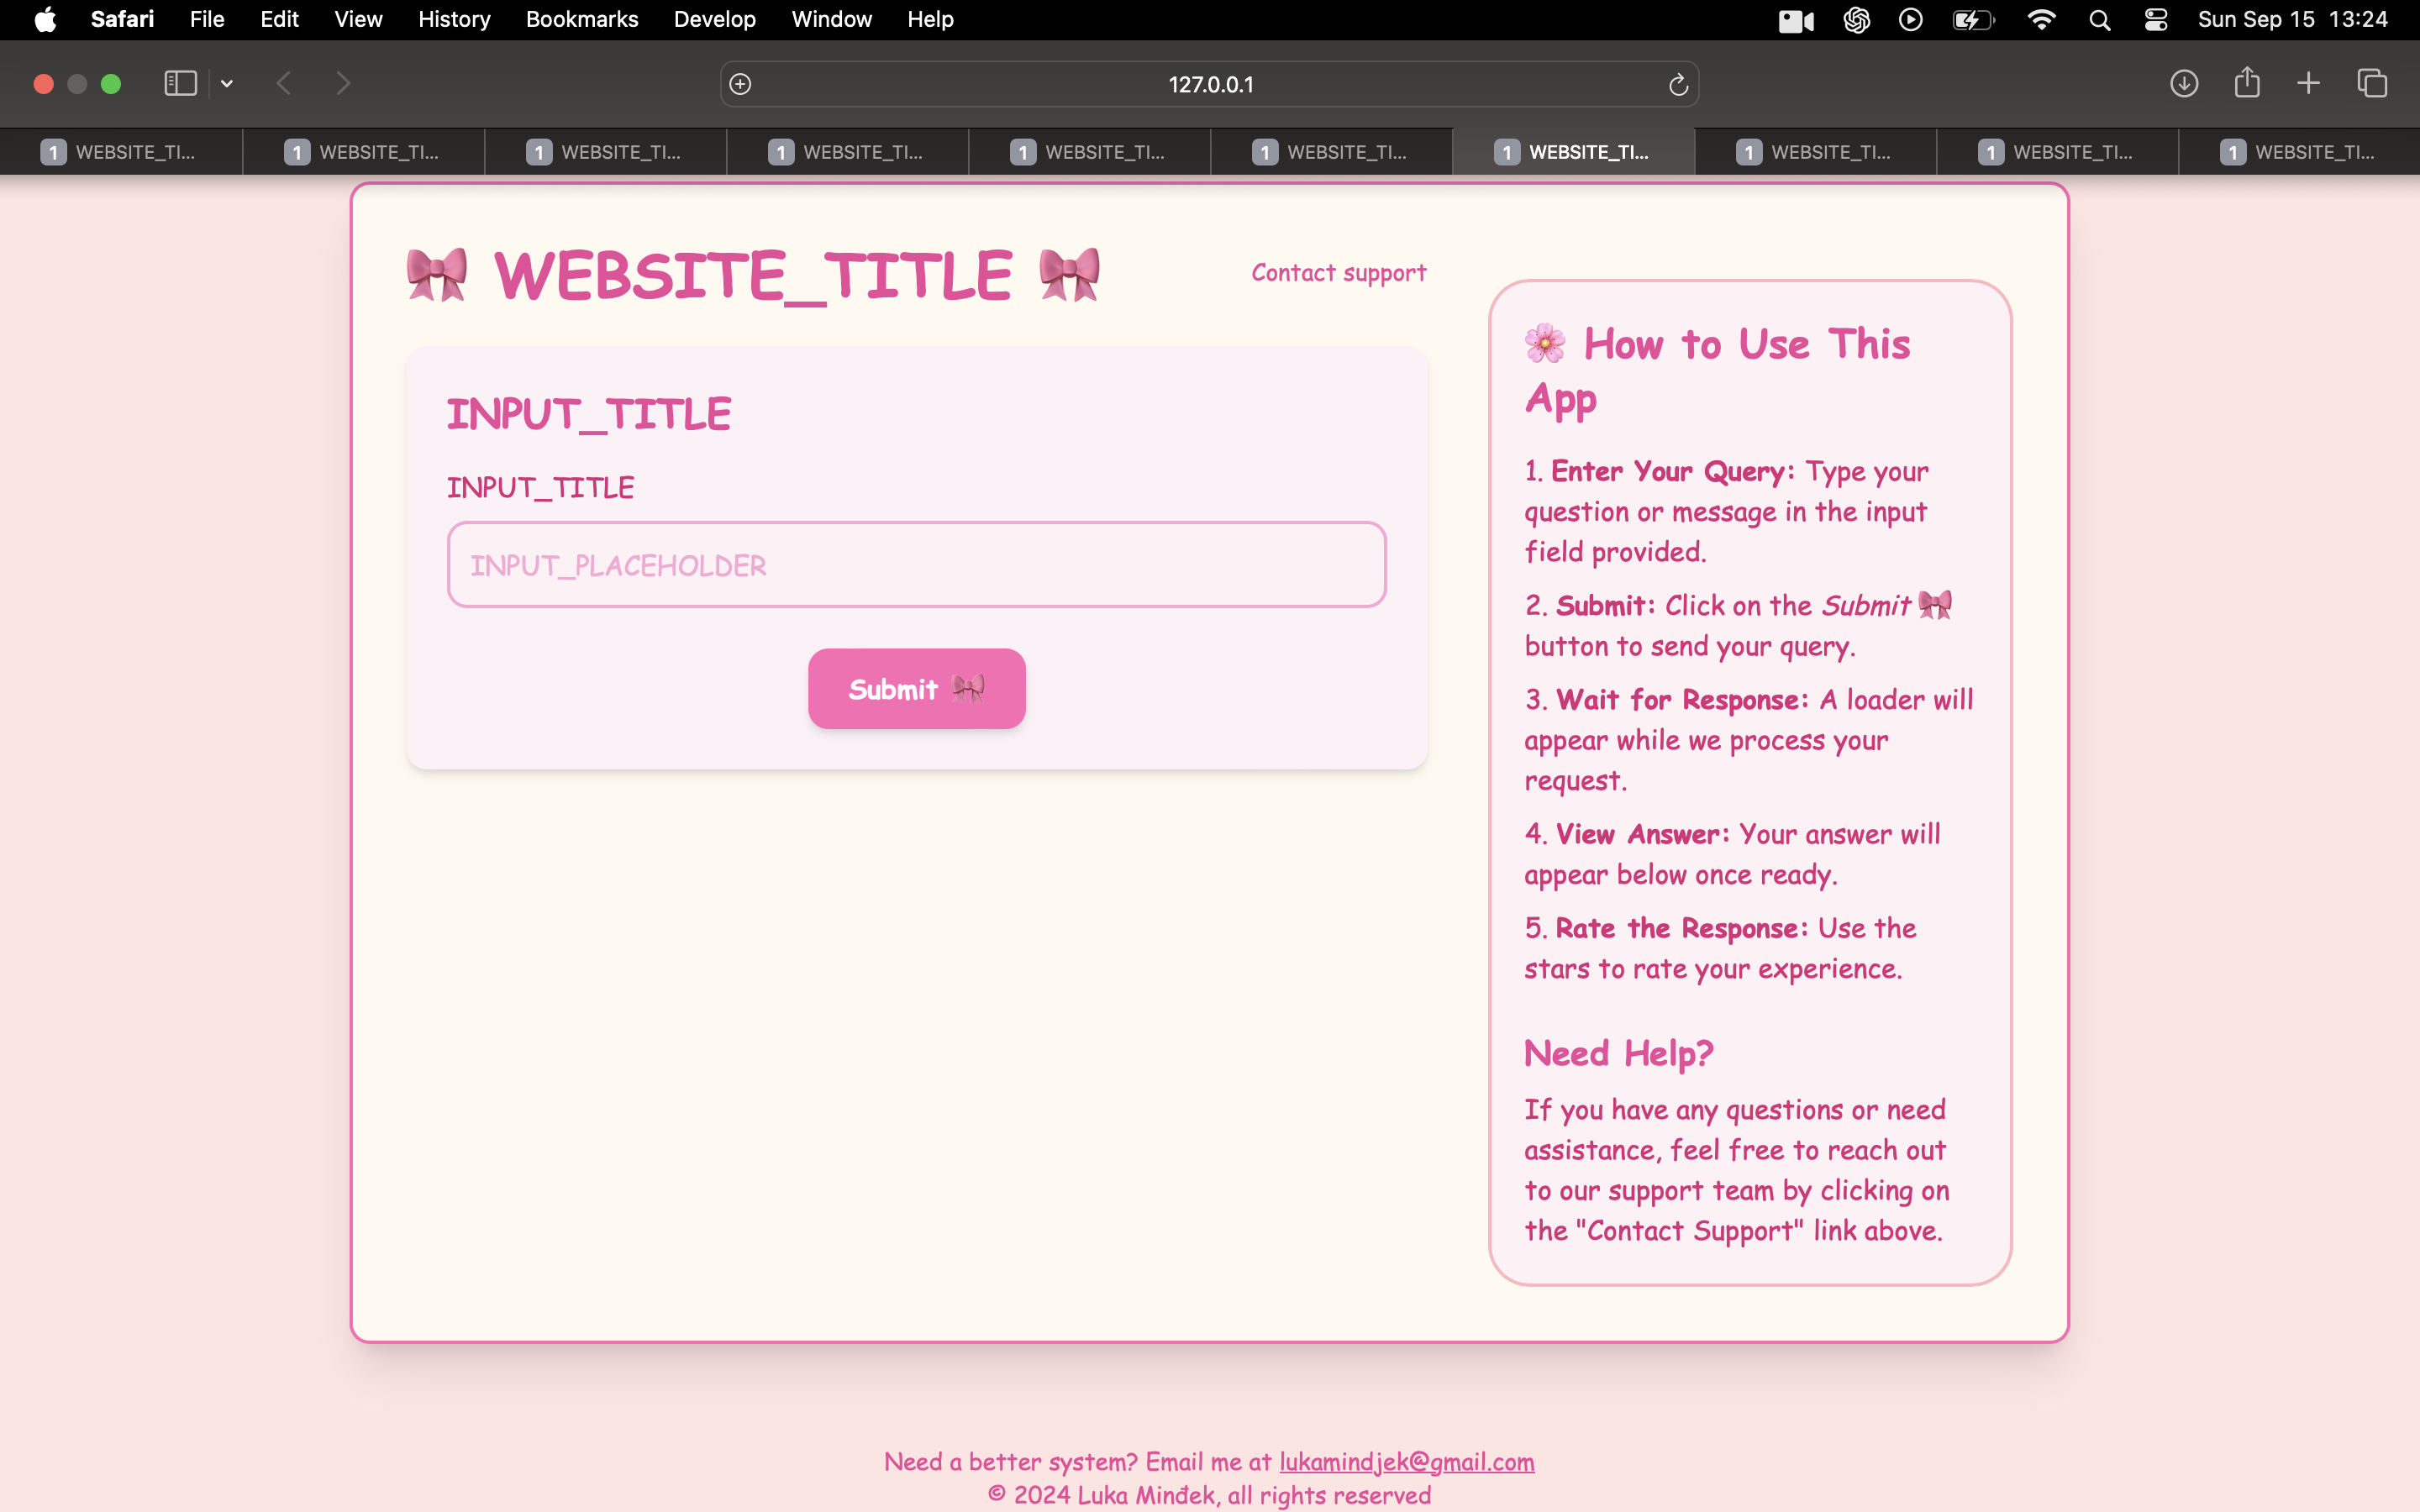 Safari File Edit View History Bookmarks Develop Window Help Sun Sep 15 13:24
127.0.0.1
1 WEBSITE_TI... 1 WEBSITE_TI... 1 WEBSITE_TI... 1 WEBSITE_TI... 1 WEBSITE_TI... 1 WEBSITE_TI... 1 WEBSITE_TI... 1 WEBSITE_TI... 1 WEBSITE_TI... 1 WEBSITE_TI...
🎀 WEBSITE_TITLE 🎀
Contact support
INPUT_TITLE
INPUT_TITLE
INPUT_PLACEHOLDER
Submit 🎀
🌸 How to Use This
App
1. Enter Your Query: Type your
question or message in the input
field provided.
2. Submit: Click on the Submit 🎀
button to send your query.
3. Wait for Response: A loader will
appear while we process your
request.
4. View Answer: Your answer will
appear below once ready.
5. Rate the Response: Use the
stars to rate your experience.
Need Help?
If you have any questions or need
assistance, feel free to reach out
to our support team by clicking on
the "Contact Support" link above.
Need a better system? Email me at lukamindjek@gmail.com
© 2024 Luka Minđek, all rights reserved